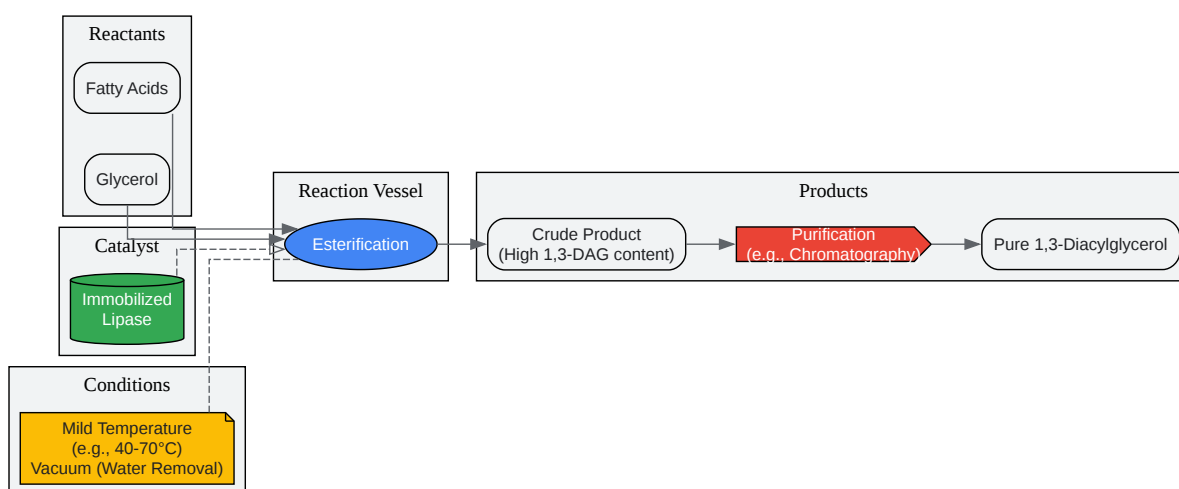 Reactants
Fatty Acids
Glycerol
Catalyst
Immobilized
Lipase
Conditions
Mild Temperature
(e.g., 40-70°C)
Vacuum (Water Removal)
Reaction Vessel
Esterification
Products
Crude Product
(High 1,3-DAG content)
Purification
(e.g., Chromatography)
Pure 1,3-Diacylglycerol